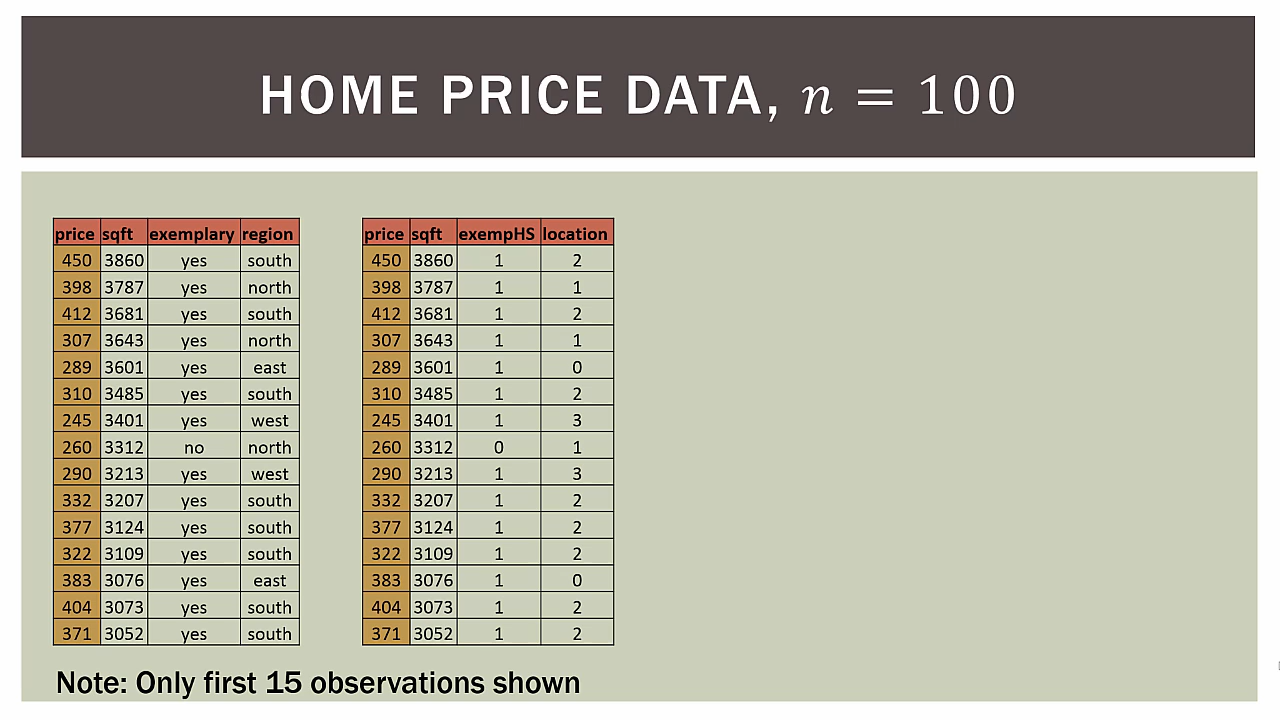 HOME PRICE DATA, n = 100
price sqft exemplary region price sqft exempHS location
450 3860 yes south 450 3860 1 2
398 3787 yes north 398 3787 1 1
412 3681 yes south 412 3681 1 2
307 3643 yes north 307 3643 1 1
289 3601 yes east 289 3601 1 0
310 3485 yes south 310 3485 1 2
245 3401 yes west 245 3401 1 3
260 3312 no north 260 3312 0 1
290 3213 yes west 290 3213 1 3
332 3207 yes south 332 3207 1 2
377 3124 yes south 377 3124 1 2
322 3109 yes south 322 3109 1 2
383 3076 yes east 383 3076 1 0
404 3073 yes south 404 3073 1 2
371 3052 yes south 371 3052 1 2
Note: Only first 15 observations shown